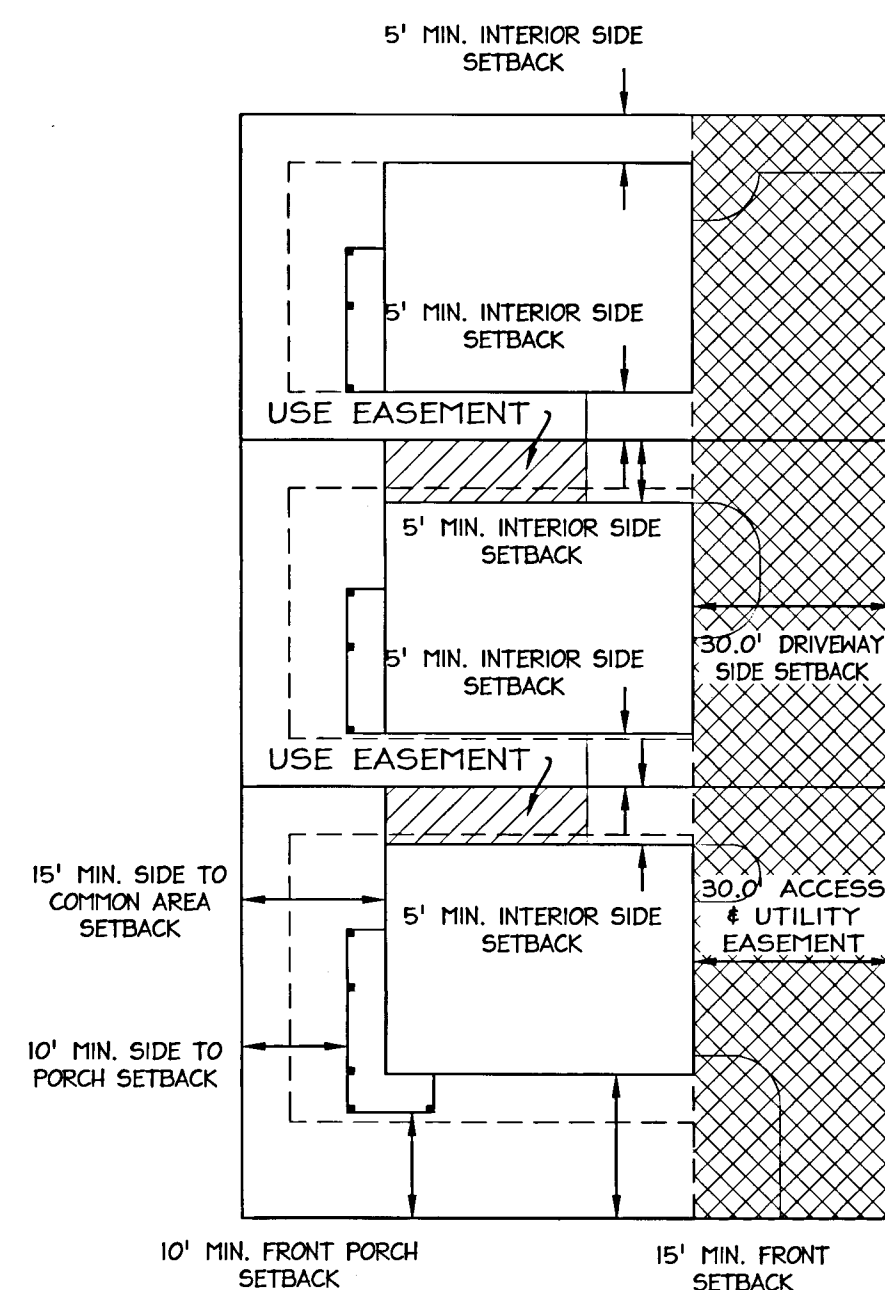 5' MIN. INTERIOR SIDE
SETBACK
5' MIN. INTERIOR SIDE
SETBACK
USE EASEMENT
5' MIN. INTERIOR SIDE
SETBACK
30.0' DRIVEWAY
SIDE SETBACK
5' MIN. INTERIOR SIDE
SETBACK
USE EASEMENT
15' MIN. SIDE TO
COMMON AREA
SETBACK
5' MIN. INTERIOR SIDE
SETBACK
30.0' ACCESS
& UTILITY
EASEMENT
10' MIN. SIDE TO
PORCH SETBACK
10' MIN. FRONT PORCH
SETBACK
15' MIN. FRONT
SETBACK